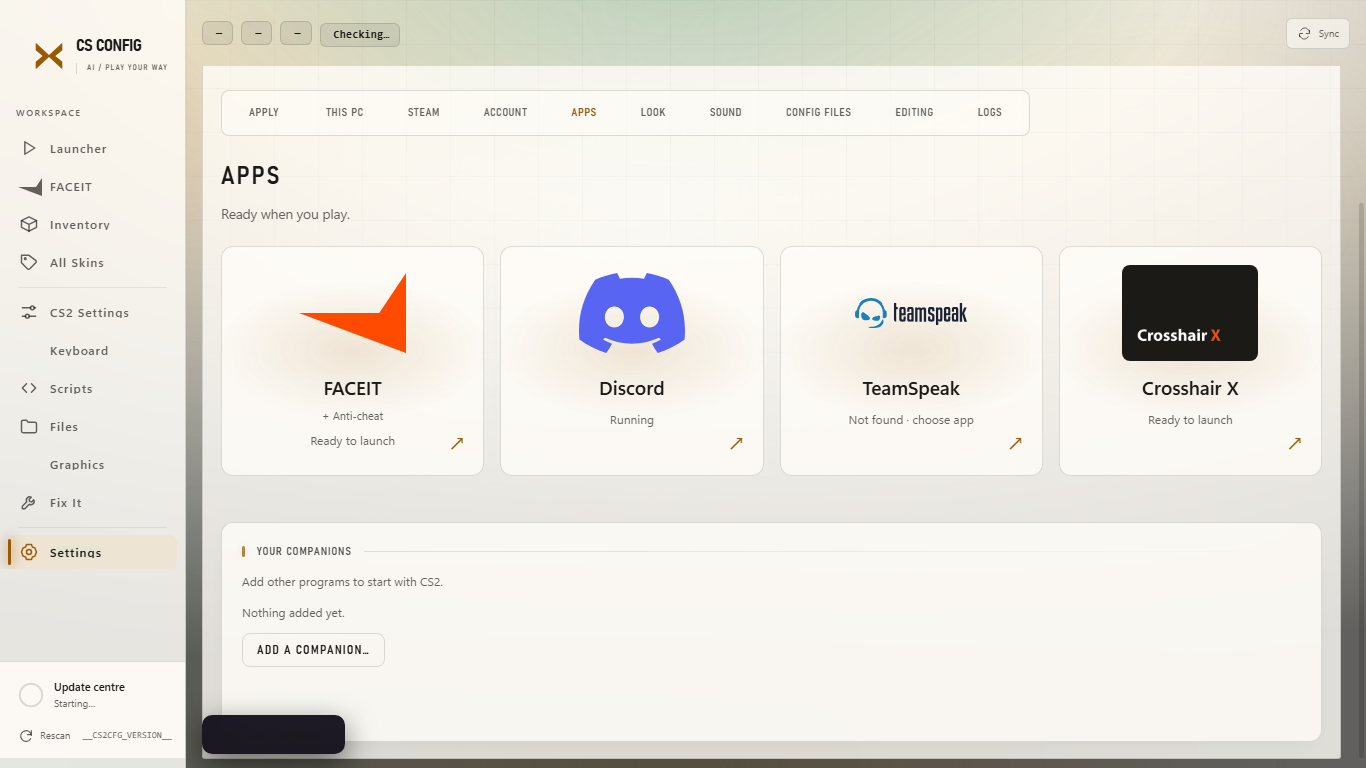 CS CONFIG
AI / PLAY YOUR WAY
WORKSPACE
Launcher
FACEIT
Inventory
All Skins
CS2 Settings
Keyboard
Scripts
Files
Graphics
Fix It
Settings
Update centre
Starting…
Rescan __CS2CFG_VERSION__
– – – Checking…
Sync
APPLY THIS PC STEAM ACCOUNT APPS LOOK SOUND CONFIG FILES EDITING LOGS
APPS
Ready when you play.
FACEIT
+ Anti-cheat
Ready to launch
Discord
Running
teamspeak
TeamSpeak
Not found · choose app
Crosshair X
Crosshair X
Ready to launch
YOUR COMPANIONS
Add other programs to start with CS2.
Nothing added yet.
ADD A COMPANION…